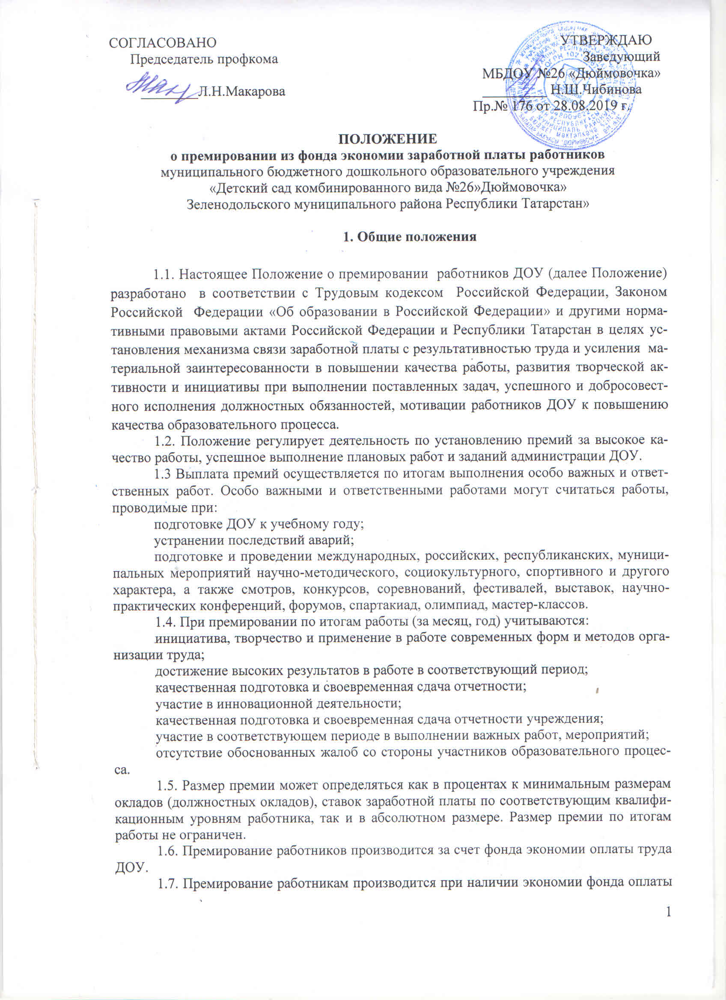 СОГЛАСОВАНО
Председатель профкома
Л.Н.Макарова
УТВЕРЖДАЮ
Заведующий
МБДОУ №26 «Дюймовочка»
Н.Ш.Чибинова
Пр.№ 176 от 28.08.2019 г.
ПОЛОЖЕНИЕ
о премировании из фонда экономии заработной платы работников
муниципального бюджетного дошкольного образовательного учреждения
«Детский сад комбинированного вида №26»Дюймовочка»
Зеленодольского муниципального района Республики Татарстан»
1. Общие положения
1.1. Настоящее Положение о премировании работников ДОУ (далее Положение)
разработано в соответствии с Трудовым кодексом Российской Федерации, Законом
Российской Федерации «Об образовании в Российской Федерации» и другими норма-
тивными правовыми актами Российской Федерации и Республики Татарстан в целях ус-
тановления механизма связи заработной платы с результативностью труда и усиления ма-
териальной заинтересованности в повышении качества работы, развития творческой ак-
тивности и инициативы при выполнении поставленных задач, успешного и добросовест-
ного исполнения должностных обязанностей, мотивации работников ДОУ к повышению
качества образовательного процесса.
1.2. Положение регулирует деятельность по установлению премий за высокое ка-
чество работы, успешное выполнение плановых работ и заданий администрации ДОУ.
1.3 Выплата премий осуществляется по итогам выполнения особо важных и ответ-
ственных работ. Особо важными и ответственными работами могут считаться работы,
проводимые при:
подготовке ДОУ к учебному году;
устранении последствий аварий;
подготовке и проведении международных, российских, республиканских, муници-
пальных мероприятий научно-методического, социокультурного, спортивного и другого
характера, а также смотров, конкурсов, соревнований, фестивалей, выставок, научно-
практических конференций, форумов, спартакиад, олимпиад, мастер-классов.
1.4. При премировании по итогам работы (за месяц, год) учитываются:
инициатива, творчество и применение в работе современных форм и методов орга-
низации труда;
достижение высоких результатов в работе в соответствующий период;
качественная подготовка и своевременная сдача отчетности;
участие в инновационной деятельности;
качественная подготовка и своевременная сдача отчетности учреждения;
участие в соответствующем периоде в выполнении важных работ, мероприятий;
отсутствие обоснованных жалоб со стороны участников образовательного процес-
са.
1.5. Размер премии может определяться как в процентах к минимальным размерам
окладов (должностных окладов), ставок заработной платы по соответствующим квалифи-
кационным уровням работника, так и в абсолютном размере. Размер премии по итогам
работы не ограничен.
1.6. Премирование работников производится за счет фонда экономии оплаты труда
ДОУ.
1.7. Премирование работникам производится при наличии экономии фонда оплаты
1